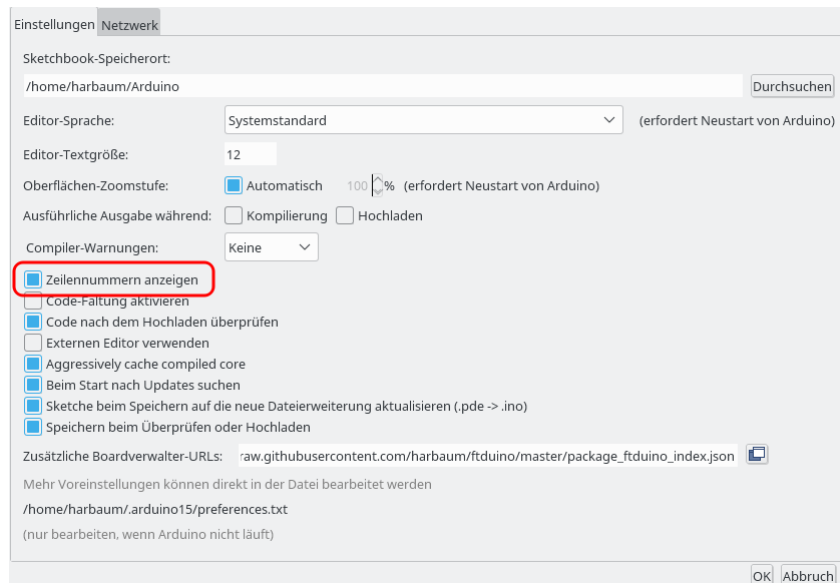 Einstellungen Netzwerk
Sketchbook-Speicherort:
/home/harbaum/Arduino Durchsuchen
Editor-Sprache: Systemstandard (erfordert Neustart von Arduino)
Editor-Textgröße: 12
Oberflächen-Zoomstufe: Automatisch 100 % (erfordert Neustart von Arduino)
Ausführliche Ausgabe während: Kompilierung Hochladen
Compiler-Warnungen: Keine
Zeilennummern anzeigen
Code-Faltung aktivieren
Code nach dem Hochladen überprüfen
Externen Editor verwenden
Aggressively cache compiled core
Beim Start nach Updates suchen
Sketche beim Speichern auf die neue Dateierweiterung aktualisieren (.pde -> .ino)
Speichern beim Überprüfen oder Hochladen
Zusätzliche Boardverwalter-URLs: raw.githubusercontent.com/harbaum/ftduino/master/package_ftduino_index.json
Mehr Voreinstellungen können direkt in der Datei bearbeitet werden
/home/harbaum/.arduino15/preferences.txt
(nur bearbeiten, wenn Arduino nicht läuft)
OK Abbruch